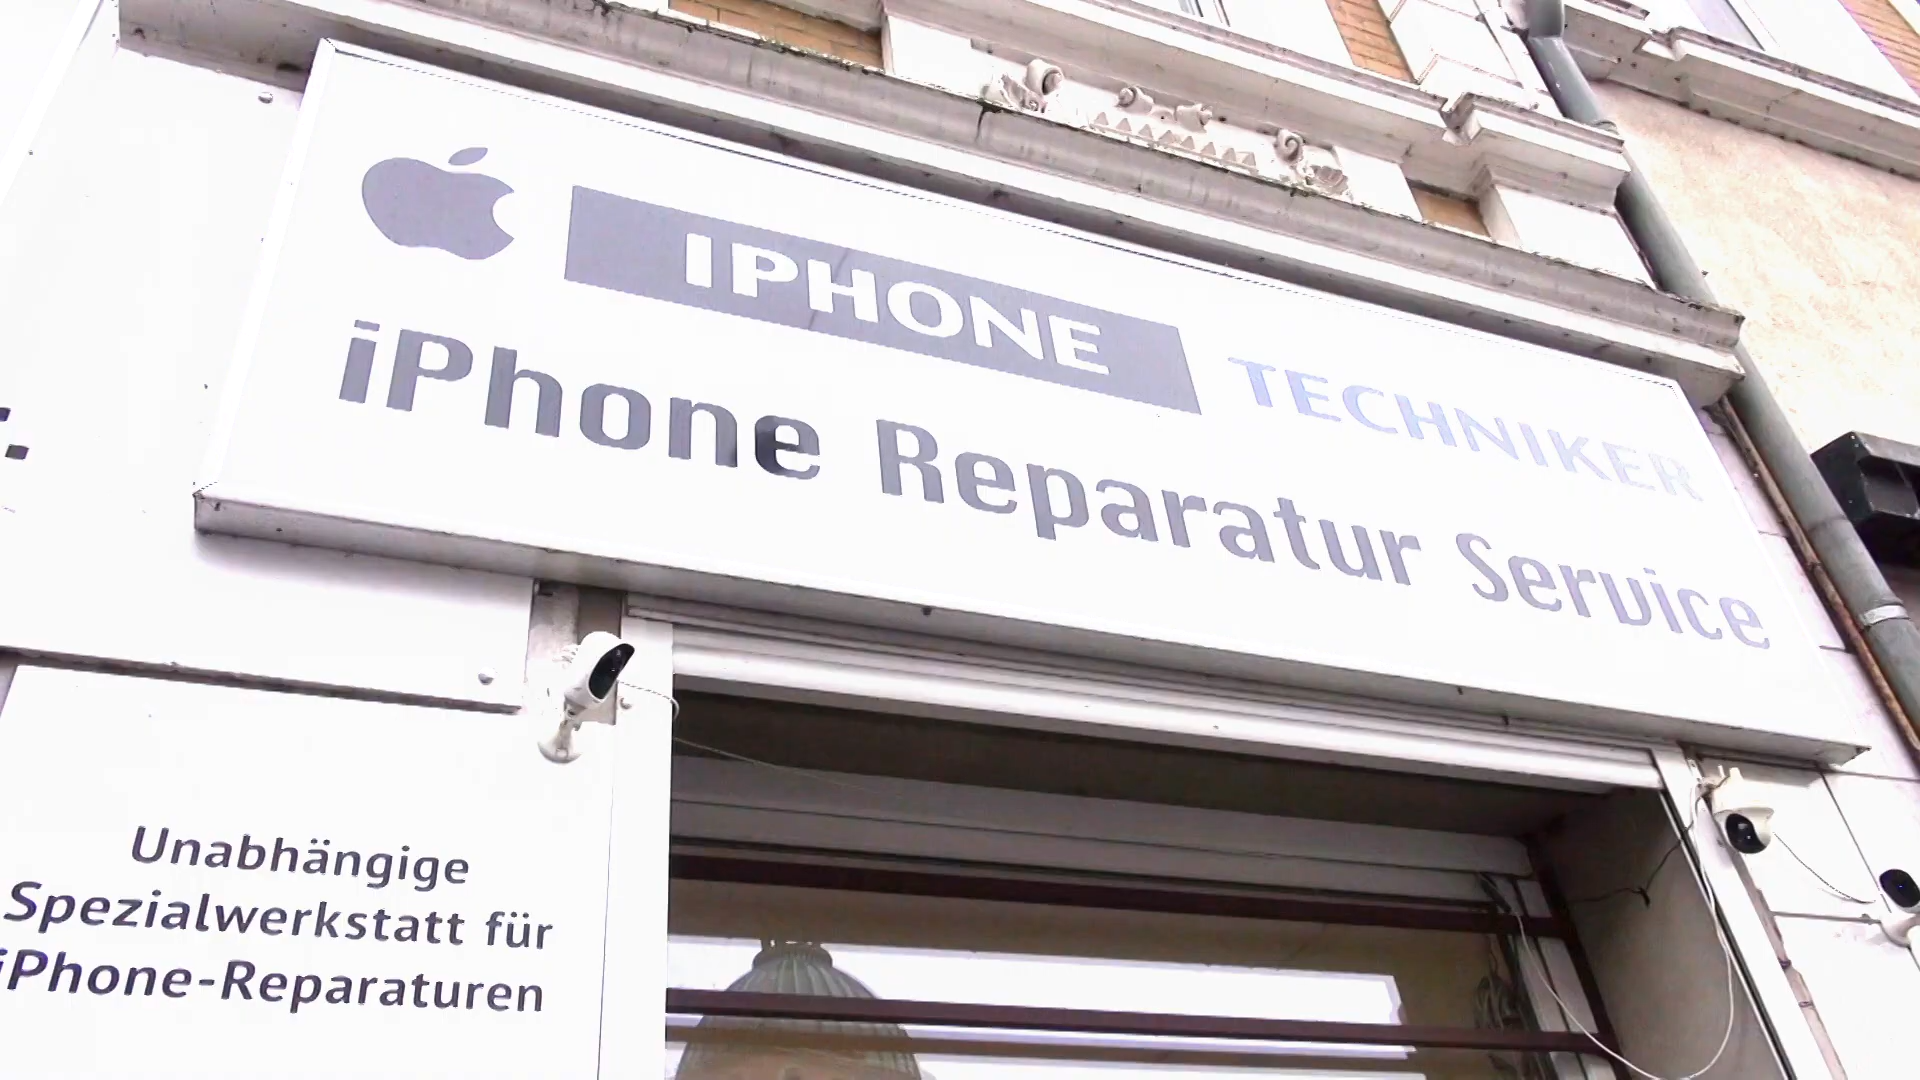 IPHONE TECHNIKER
iPhone Reparatur Service
Unabhängige
Spezialwerkstatt für
iPhone-Reparaturen